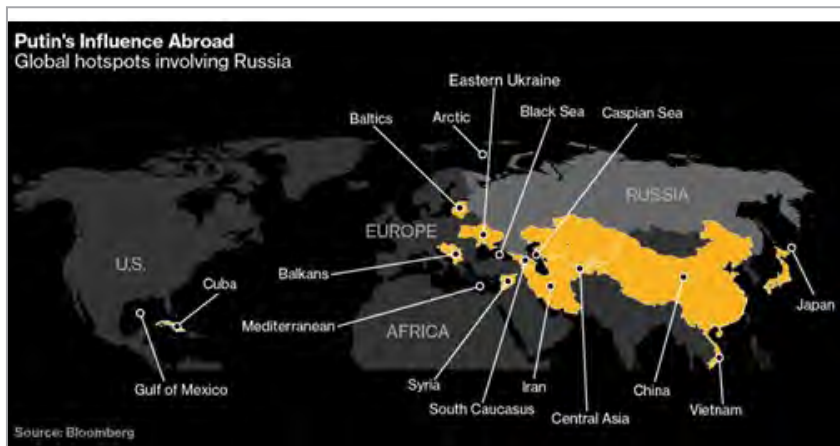 Putin's Influence Abroad
Global hotspots involving Russia
Eastern Ukraine
Baltics
Arctic
Black Sea
Caspian Sea
RUSSIA
EUROPE
U.S.
Balkans
Cuba
Japan
Mediterranean
AFRICA
Gulf of Mexico
Syria
Iran
China
South Caucasus
Central Asia
Vietnam
Source: Bloomberg